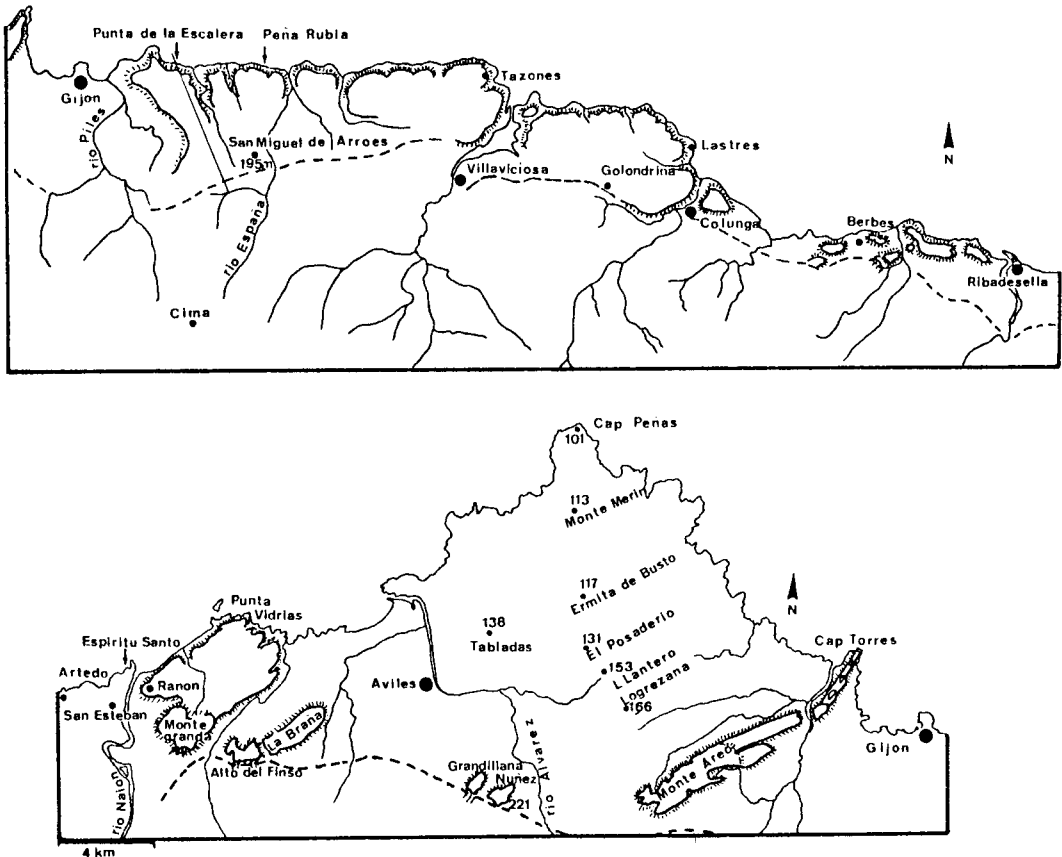 Punta de la Escalera
Peña Rubia
Gijon
Tazones
rio Piles
San Miguel de Arroes
195m
Lastres
N
Villaviciosa
Golondrina
rio España
Colunga
Berbes
Ribadesella
Cima
Cap Peñas
101
113
Monte Merin
117
Ermita de Busto
N
Punta
Vidrias
138
Tabladas
131
El Posaderio
Cap Torres
Espiritu Santo
153
LLantero
Artedo
Ranon
Aviles
Logrezana
166
San Esteban
Monte
granda
La Braña
Gijon
Alto del Finso
Grandillana
Nuñez
221
rio Alvarez
Monte Areo
rio Nalon
4 km